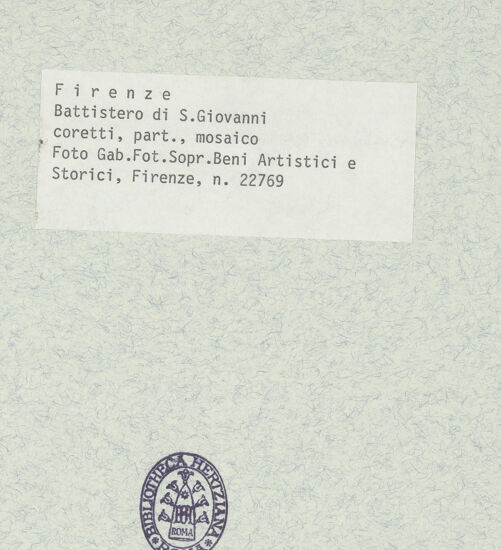 F i r e n z e
Battistero di S.Giovanni
coretti, part., mosaico
Foto Gab.Fot.Sopr.Beni Artistici e
Storici, Firenze, n. 22769
BIBLIOTHECA HERTZIANA
ROMA